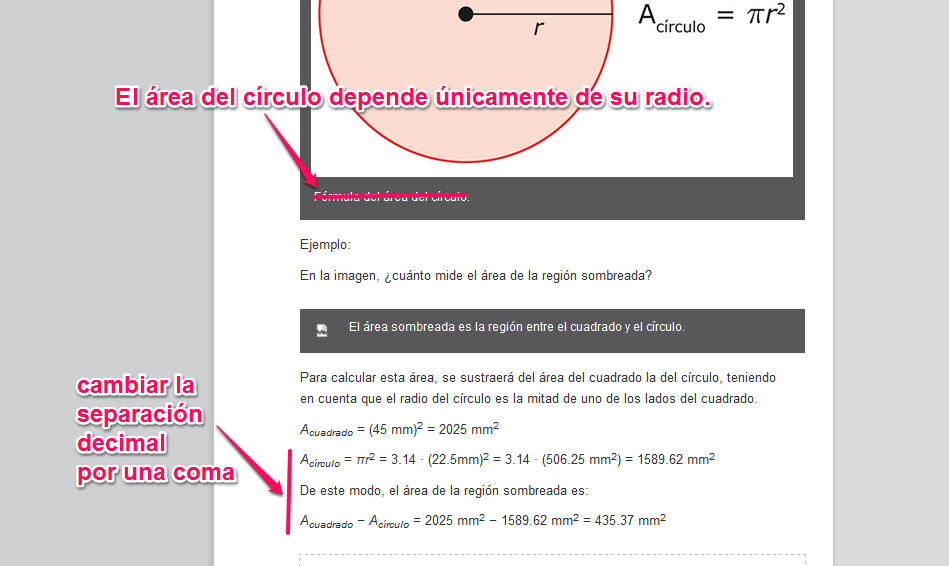 r
A círculo = πr²
El área del círculo depende únicamente de su radio.
Fórmula del área del círculo.
Ejemplo:
En la imagen, ¿cuánto mide el área de la región sombreada?
El área sombreada es la región entre el cuadrado y el círculo.
Para calcular esta área, se sustraerá del área del cuadrado la del círculo, teniendo
en cuenta que el radio del círculo es la mitad de uno de los lados del cuadrado.
cambiar la
separación
decimal
por una coma
A cuadrado = (45 mm)² = 2025 mm²
A círculo = πr² = 3.14 · (22.5mm)² = 3.14 · (506.25 mm²) = 1589.62 mm²
De este modo, el área de la región sombreada es:
A cuadrado − A círculo = 2025 mm² − 1589.62 mm² = 435.37 mm²